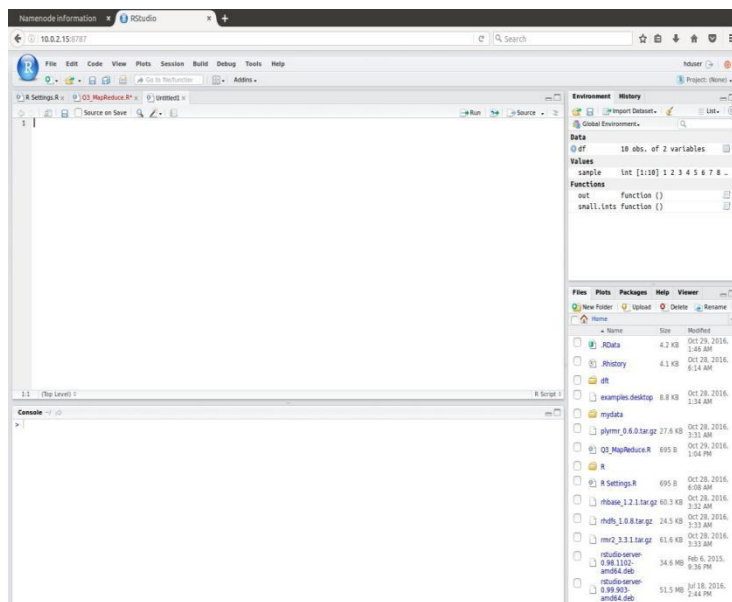 Namenode information
RStudio
10.0.2.15:8787
Search
File Edit Code View Plots Session Build Debug Tools Help
hduser
Go to file/function
Addins
Project: (None)
R Settings.R
Q3_MapReduce.R*
Untitled1
Source on Save
Run
Source
1
1:1
(Top Level)
R Script
Console ~/
>
Environment History
Import Dataset
List
Global Environment
Data
df 10 obs. of 2 variables
Values
sample int [1:10] 1 2 3 4 5 6 7 8 …
Functions
out function ()
small.ints function ()
Files Plots Packages Help Viewer
New Folder Upload Delete Rename
Home
Name Size Modified
.RData 4.2 KB Oct 29, 2016, 1:46 AM
.Rhistory 4.1 KB Oct 28, 2016, 6:14 AM
dft
examples.desktop 8.8 KB Oct 28, 2016, 1:34 AM
mydata
plyrmr_0.6.0.tar.gz 27.6 KB Oct 28, 2016, 3:31 AM
Q3_MapReduce.R 695 B Oct 29, 2016, 1:04 PM
R
R Settings.R 695 B Oct 28, 2016, 6:08 AM
rhbase_1.2.1.tar.gz 60.3 KB Oct 28, 2016, 3:32 AM
rhdfs_1.0.8.tar.gz 24.5 KB Oct 28, 2016, 3:33 AM
rmr2_3.3.1.tar.gz 61.6 KB Oct 28, 2016, 3:33 AM
rstudio-server-0.98.1102-amd64.deb 34.6 MB Feb 6, 2015, 9:36 PM
rstudio-server-0.99.903-amd64.deb 51.5 MB Jul 18, 2016, 2:44 PM